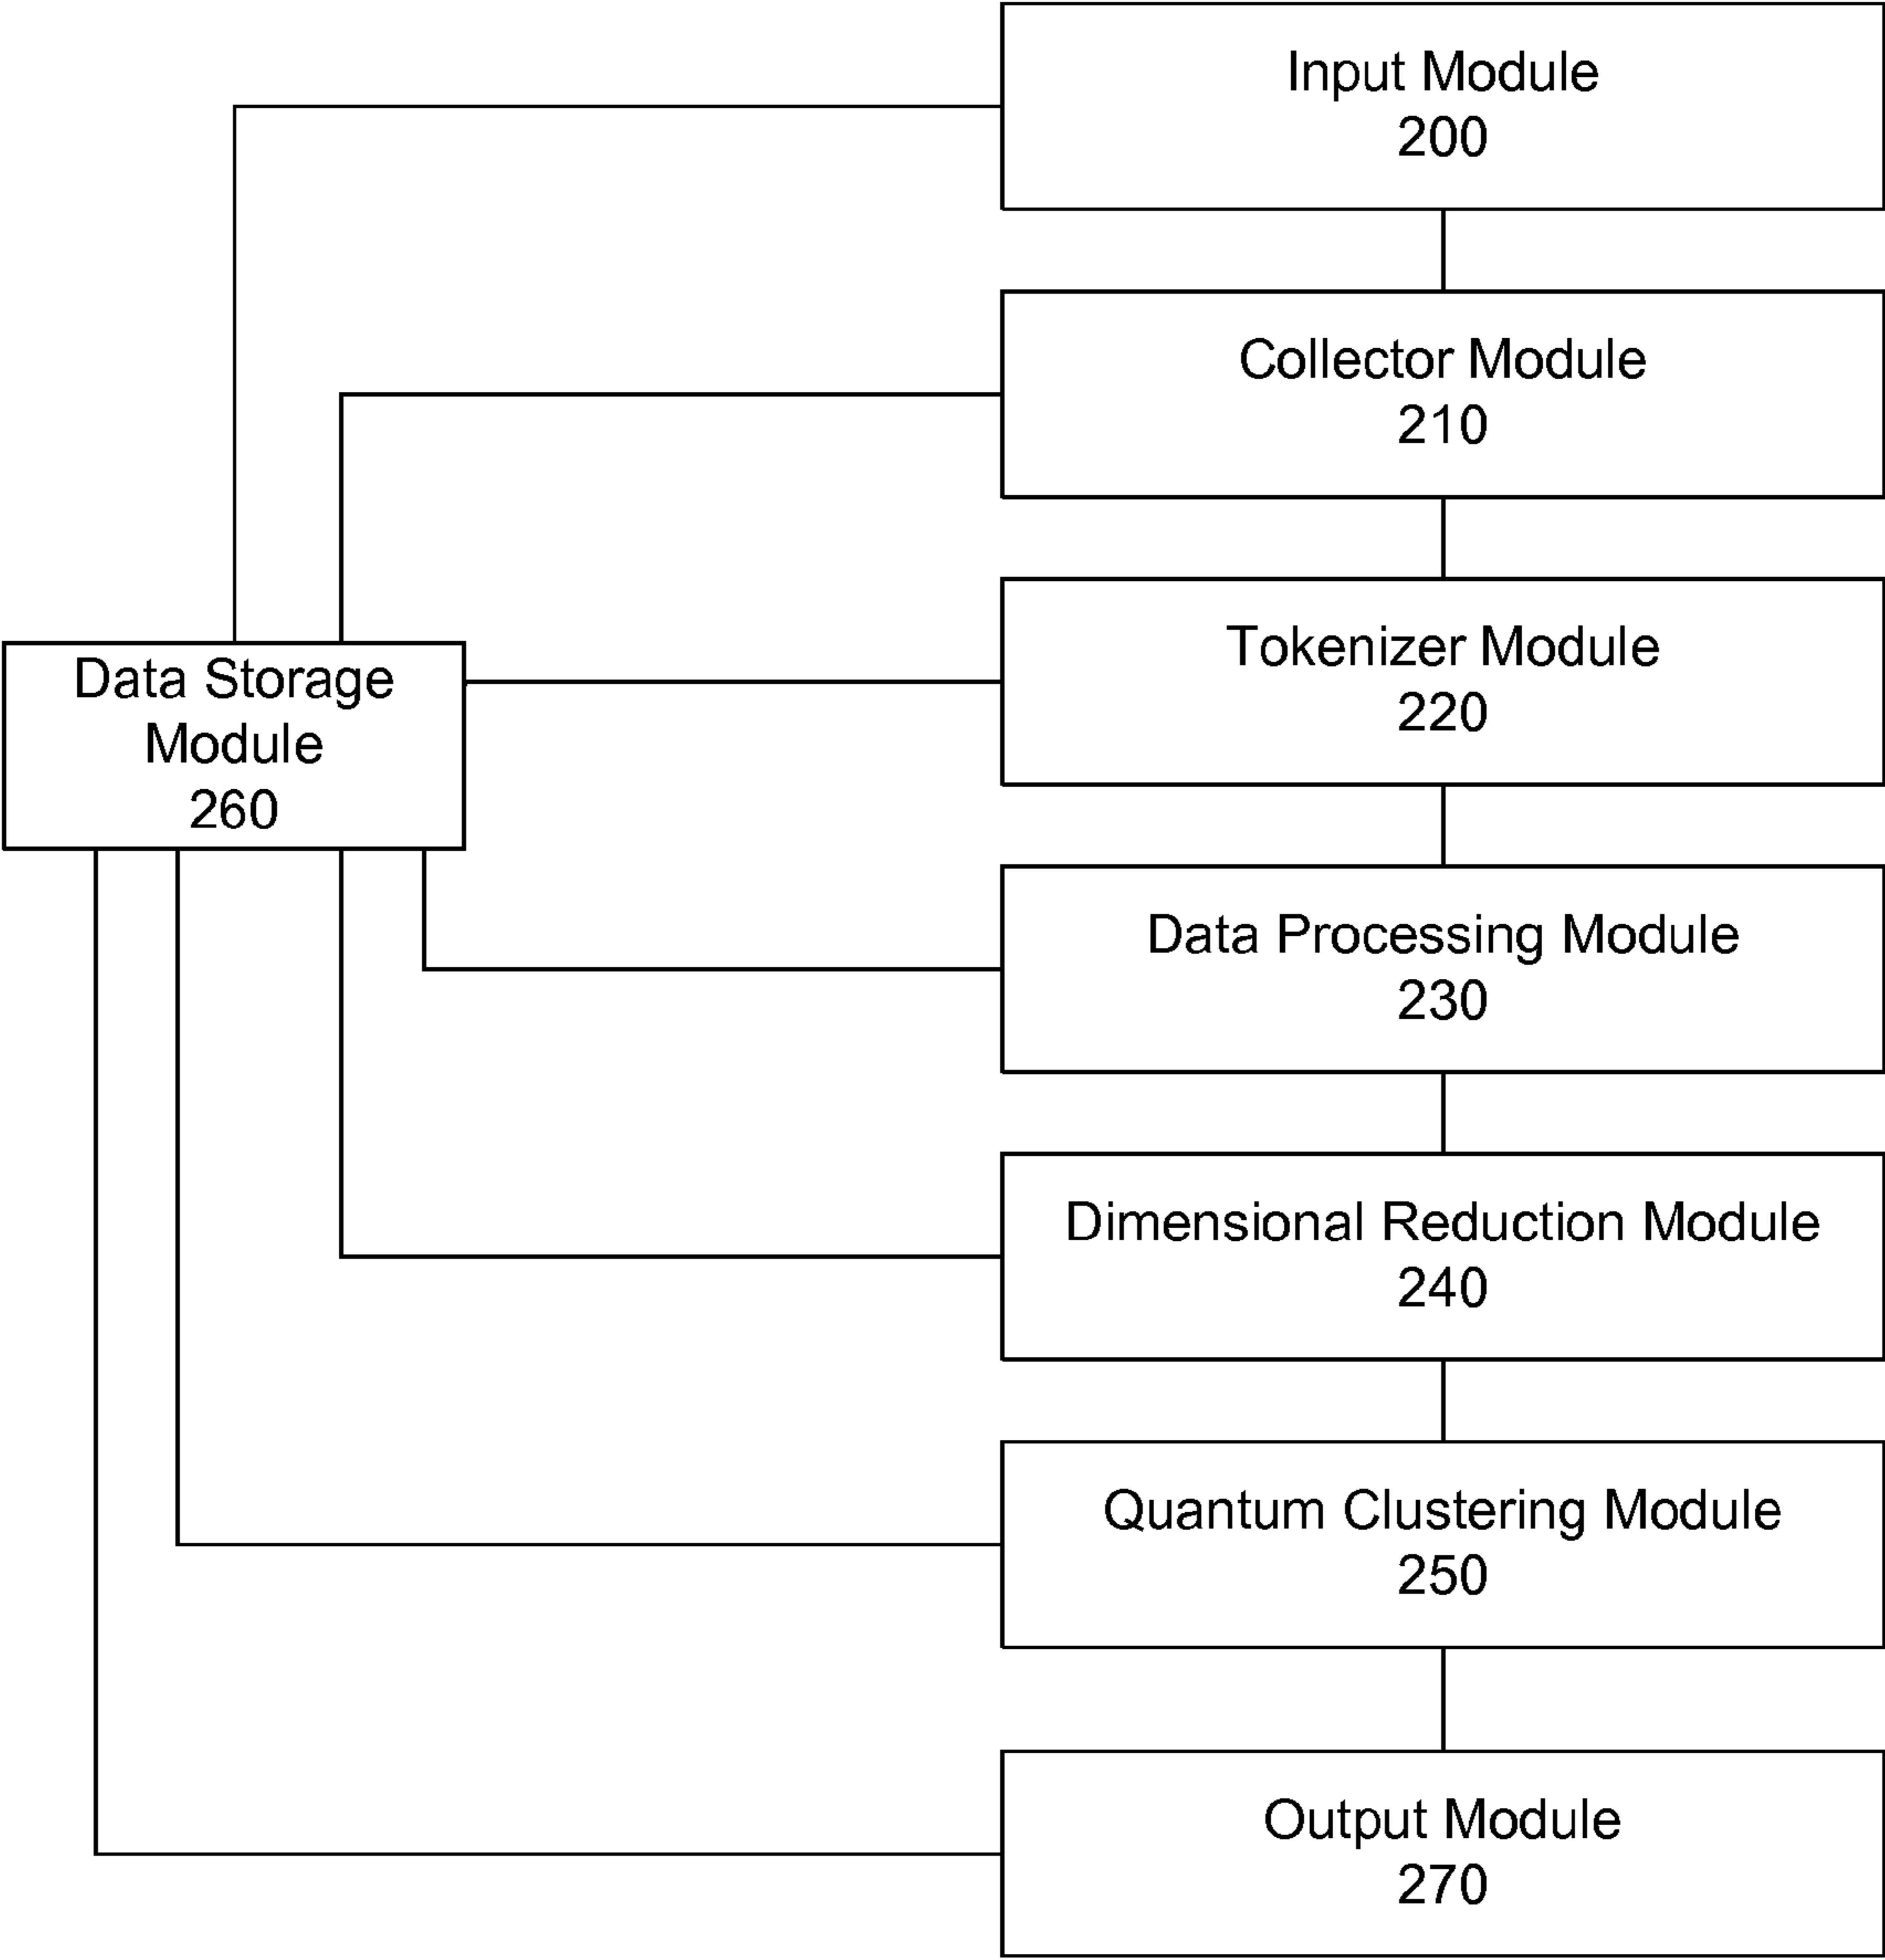 Input Module
200
Collector Module
210
Tokenizer Module
220
Data Storage
Module
260
Data Processing Module
230
Dimensional Reduction Module
240
Quantum Clustering Module
250
Output Module
270